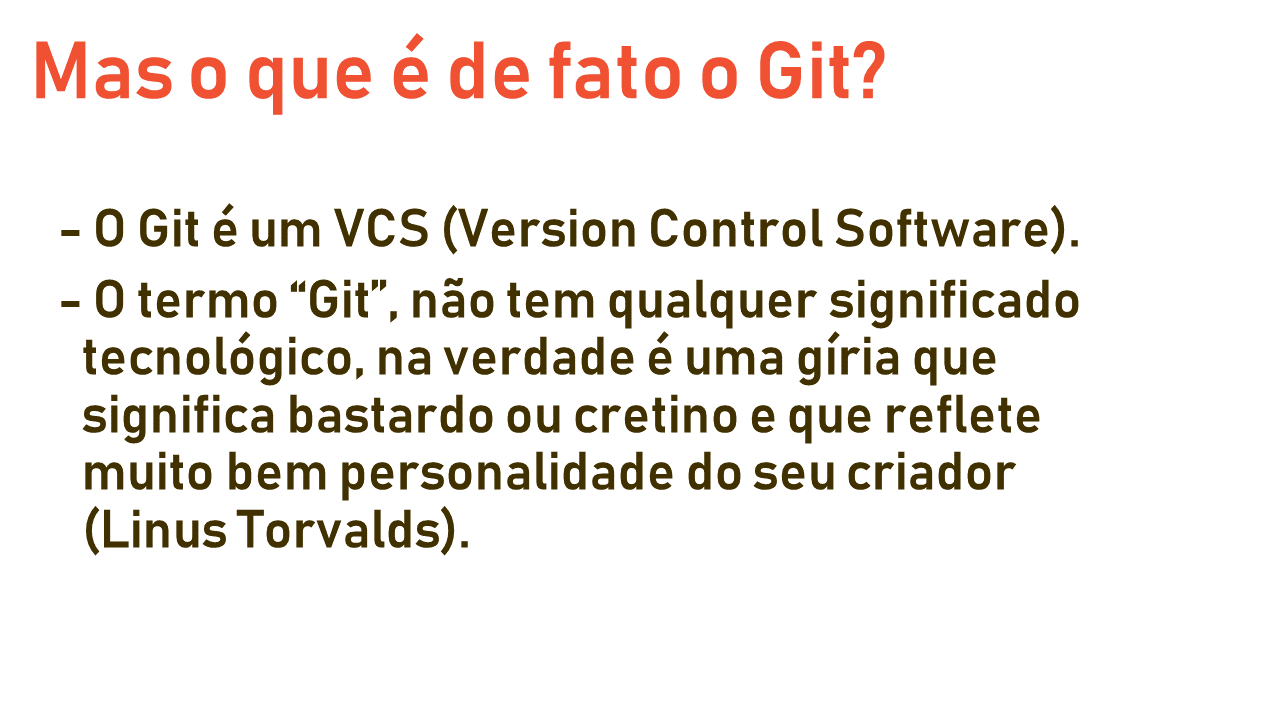 Mas o que é de fato o Git?
- O Git é um VCS (Version Control Software).
- O termo “Git”, não tem qualquer significado
tecnológico, na verdade é uma gíria que
significa bastardo ou cretino e que reflete
muito bem personalidade do seu criador
(Linus Torvalds).